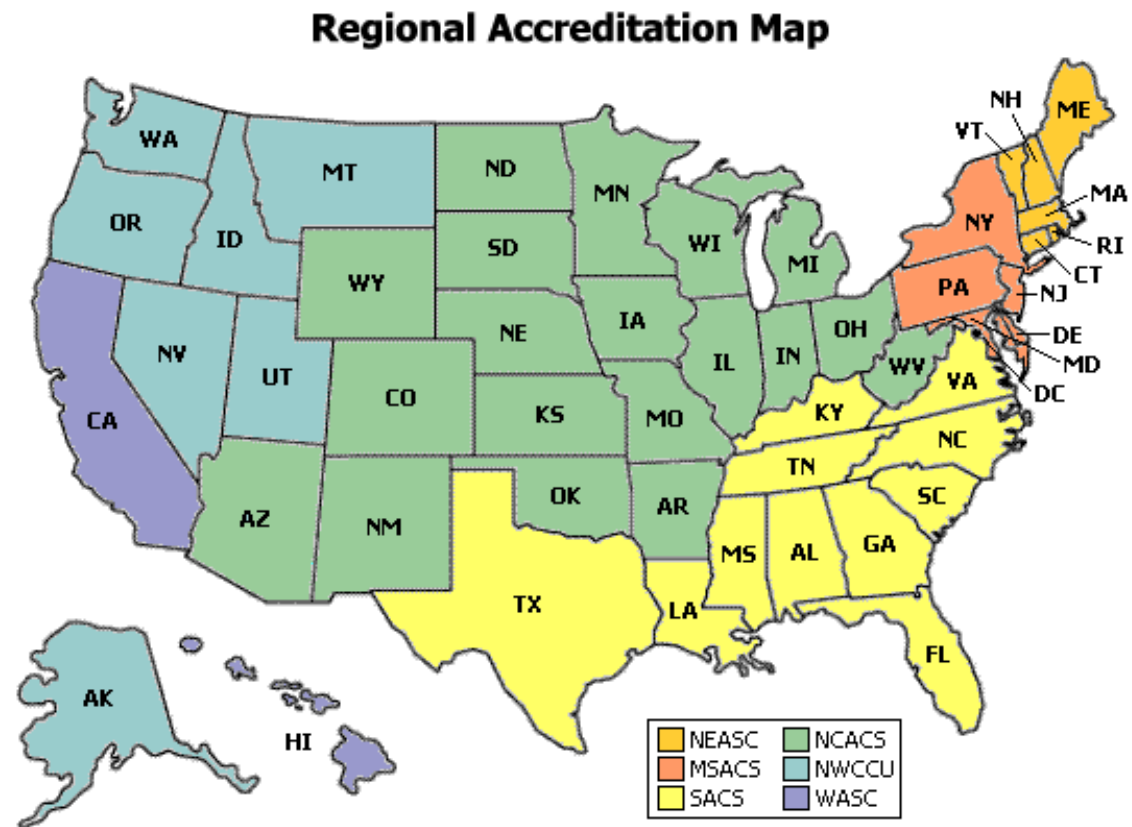 Regional Accreditation Map
NH
ME
VT
WA
MT
ND
MN
MA
OR
ID
SD
WI
NY
RI
MI
CT
WY
PA
NJ
IA
NE
OH
DE
NV
IL
IN
MD
UT
WV
VA
DC
CO
CA
KS
MO
KY
NC
TN
AZ
NM
OK
AR
SC
MS
AL
GA
TX
LA
FL
AK
HI
NEASC NCACS
MSACS NWCCU
SACS WASC